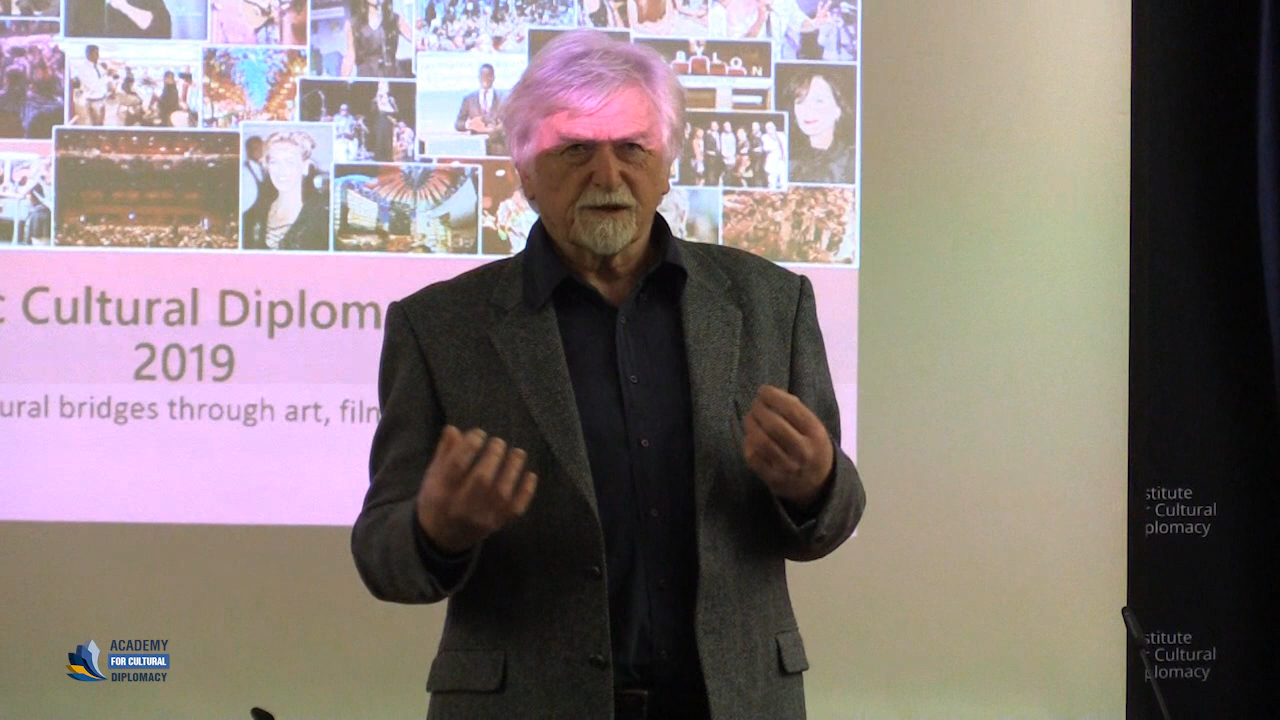 c Cultural Diplom
2019
ural bridges through art, film
stitute
r Cultural
plomacy
stitute
r Cultural
plomacy
ACADEMY
FOR CULTURAL
DIPLOMACY